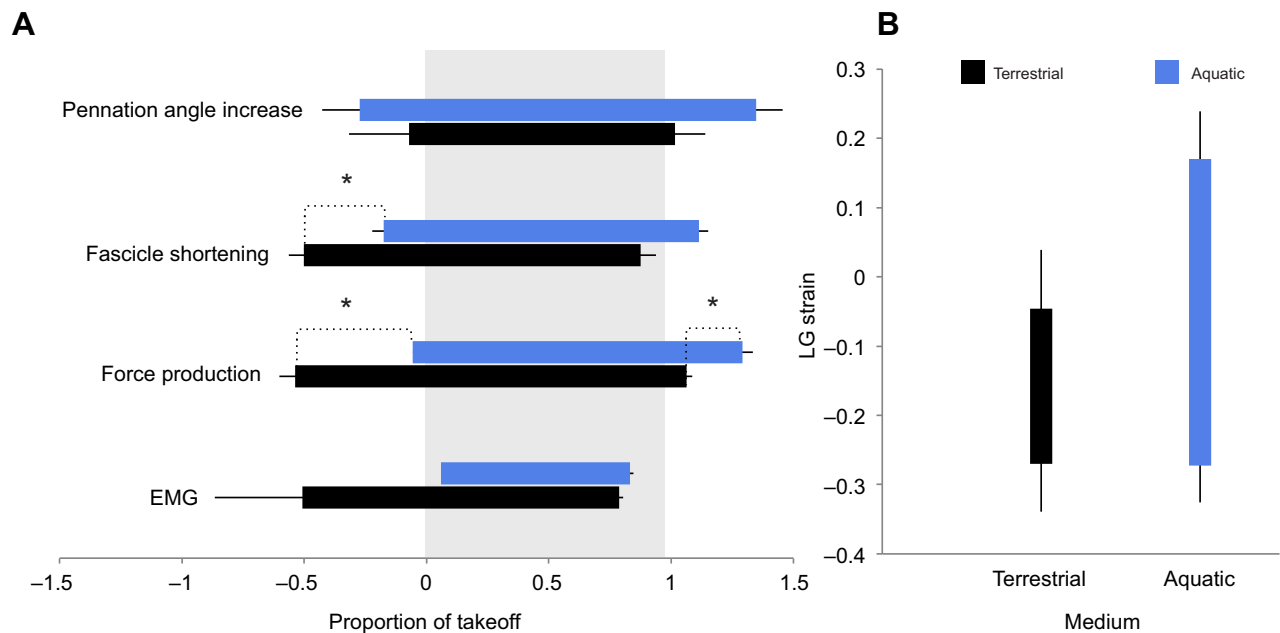 A
B
Terrestrial
Aquatic
Pennation angle increase
*
Fascicle shortening
*
*
Force production
EMG
–1.5
–1
–0.5
0
0.5
1
1.5
Proportion of takeoff
0.3
0.2
0.1
0
–0.1
–0.2
–0.3
–0.4
LG strain
Terrestrial
Aquatic
Medium